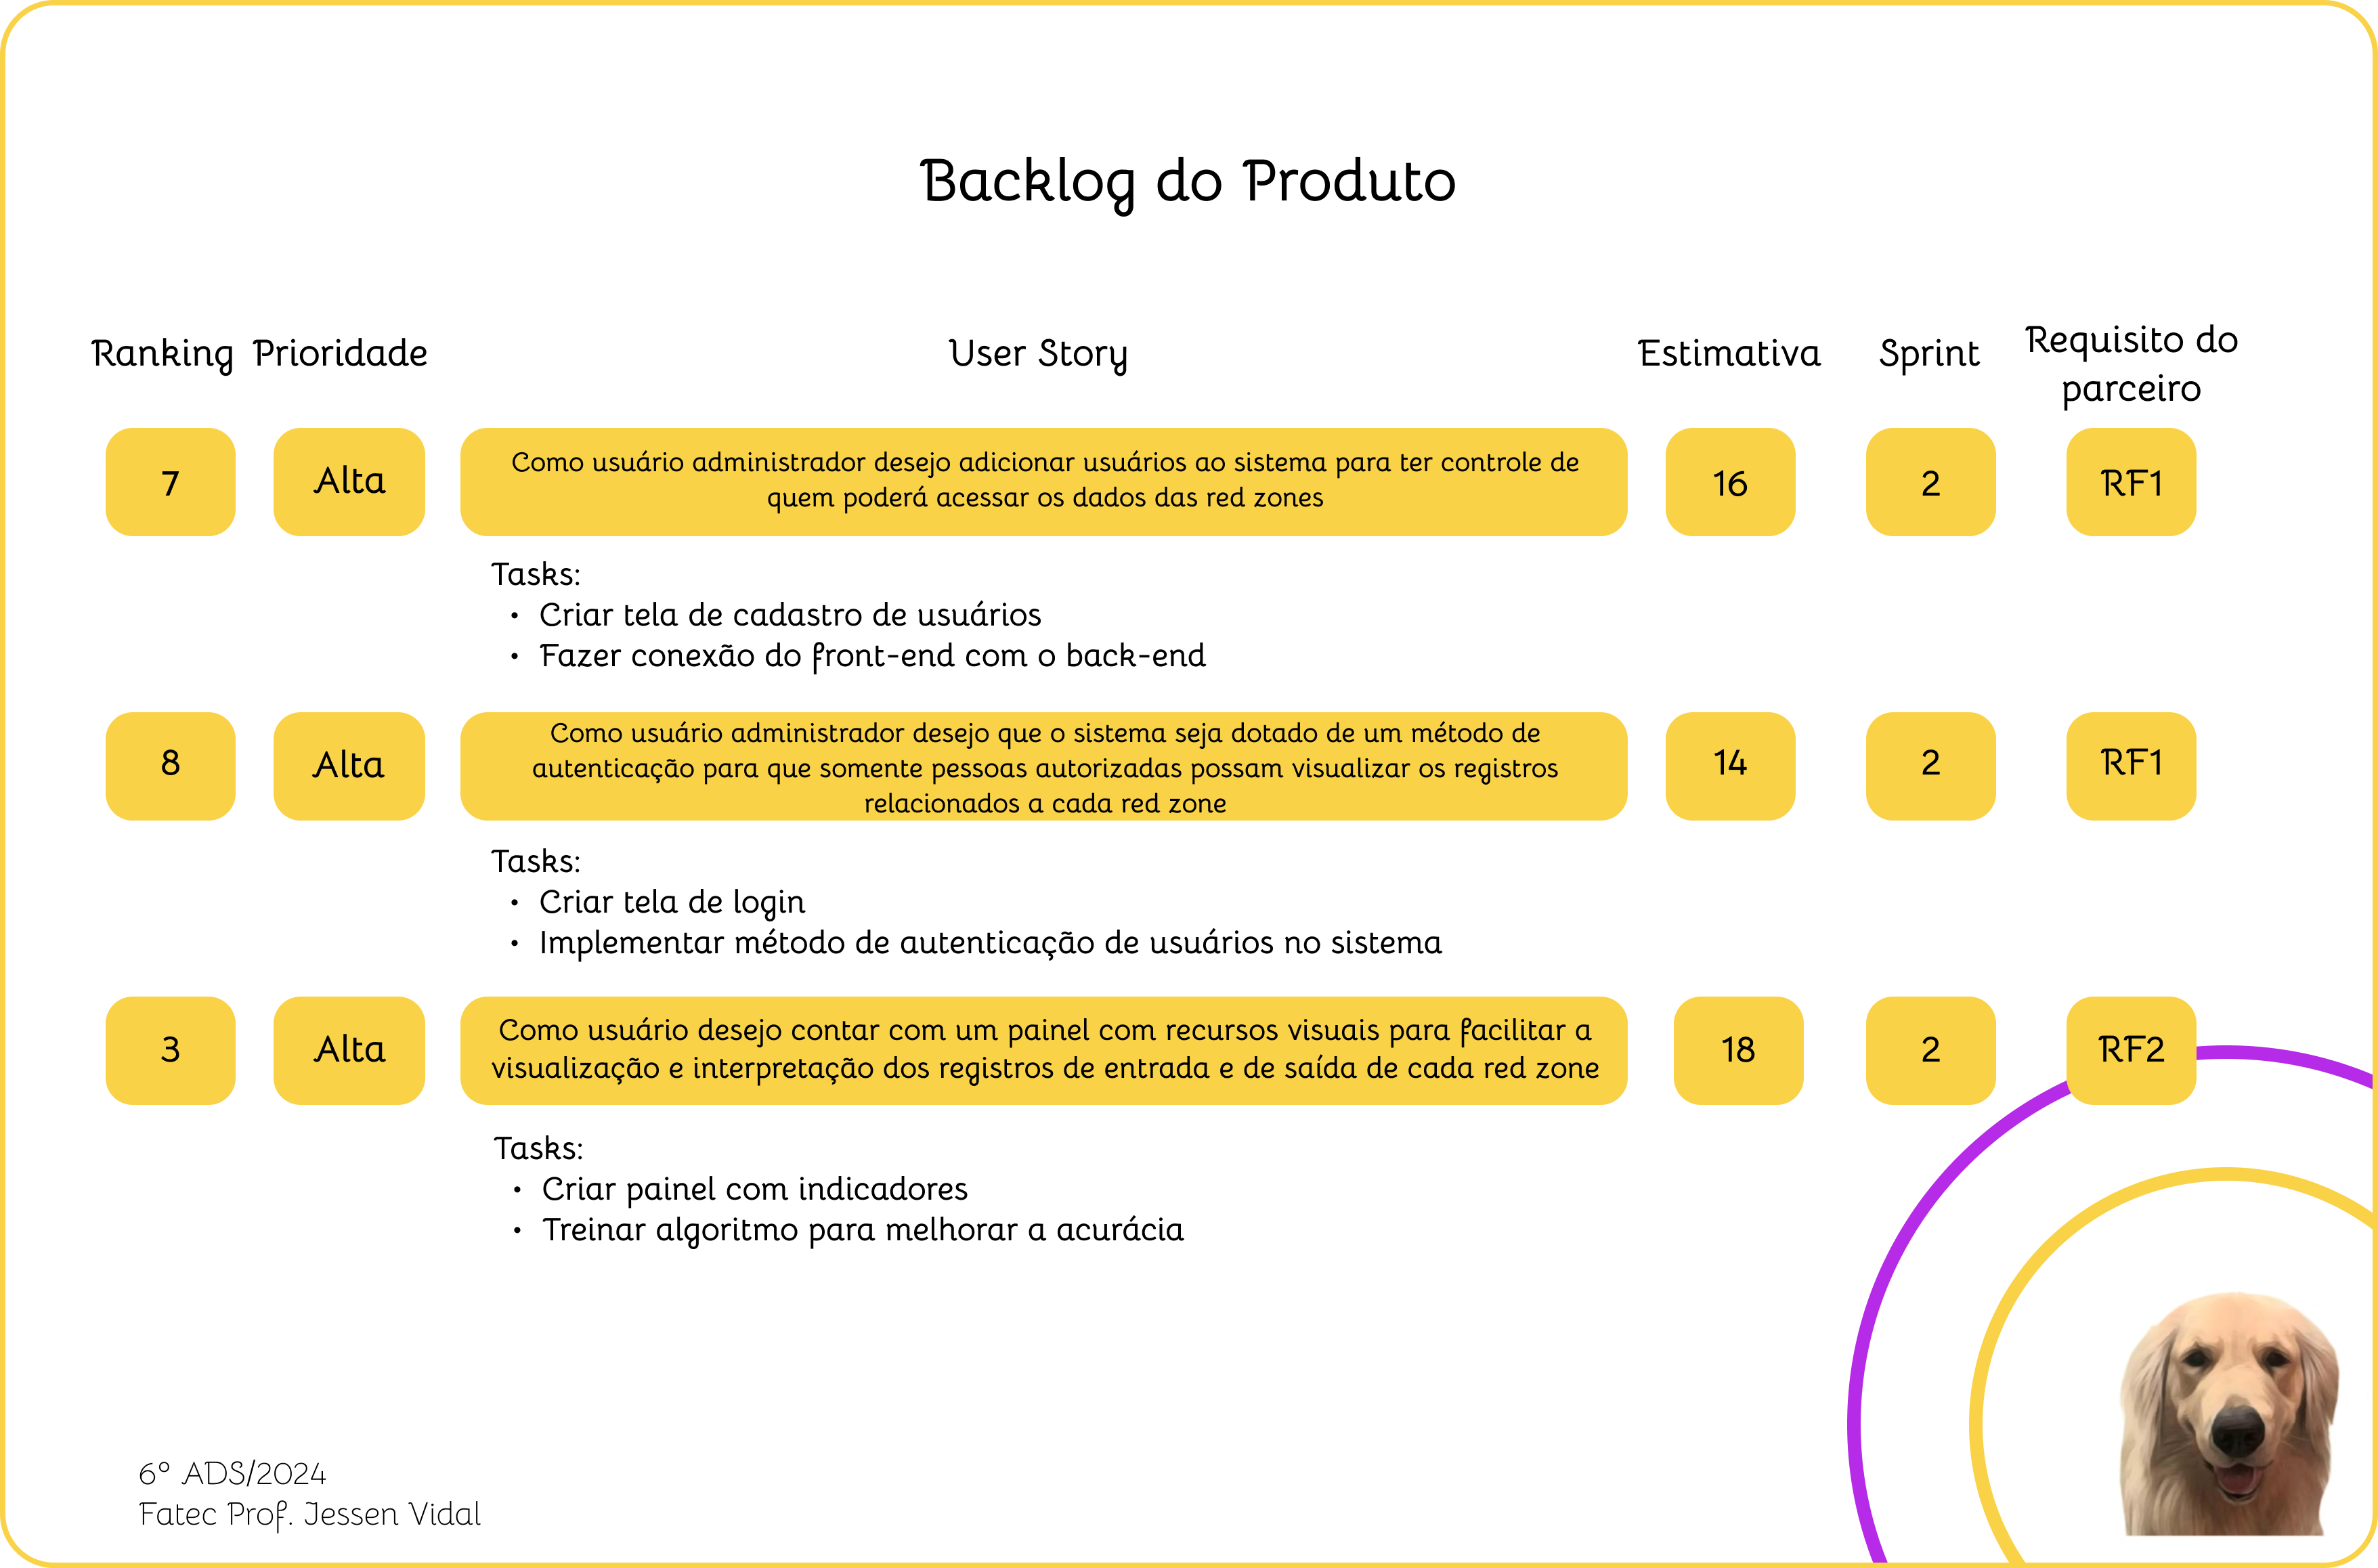 Backlog do Produto
Ranking Prioridade User Story Estimativa Sprint Requisito do
parceiro
7 Alta Como usuário administrador desejo adicionar usuários ao sistema para ter controle de
quem poderá acessar os dados das red zones
16 2 RF1
Tasks:
• Criar tela de cadastro de usuários
• Fazer conexão do front-end com o back-end
8 Alta Como usuário administrador desejo que o sistema seja dotado de um método de
autenticação para que somente pessoas autorizadas possam visualizar os registros
relacionados a cada red zone
14 2 RF1
Tasks:
• Criar tela de login
• Implementar método de autenticação de usuários no sistema
3 Alta Como usuário desejo contar com um painel com recursos visuais para facilitar a
visualização e interpretação dos registros de entrada e de saída de cada red zone
18 2 RF2
Tasks:
• Criar painel com indicadores
• Treinar algoritmo para melhorar a acurácia
6º ADS/2024
Fatec Prof. Jessen Vidal